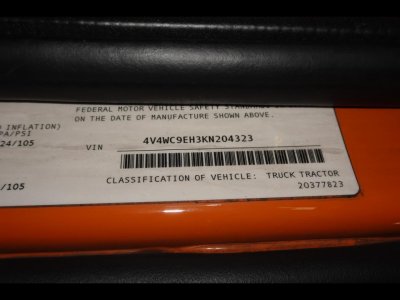 FEDERAL MOTOR VEHICLE SAFETY
ON THE DATE OF MANUFACTURE SHOWN ABOVE.
INFLATION)
PA/PSI
24/105
VIN 4V4WC9EH3KN204323
/105
CLASSIFICATION OF VEHICLE: TRUCK TRACTOR
20377823